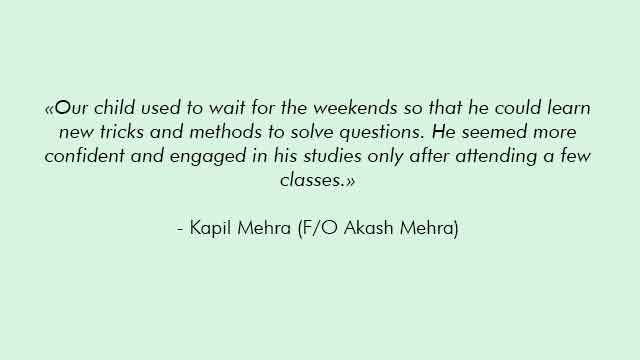 «Our child used to wait for the weekends so that he could learn
new tricks and methods to solve questions. He seemed more
confident and engaged in his studies only after attending a few
classes.»
- Kapil Mehra (F/O Akash Mehra)